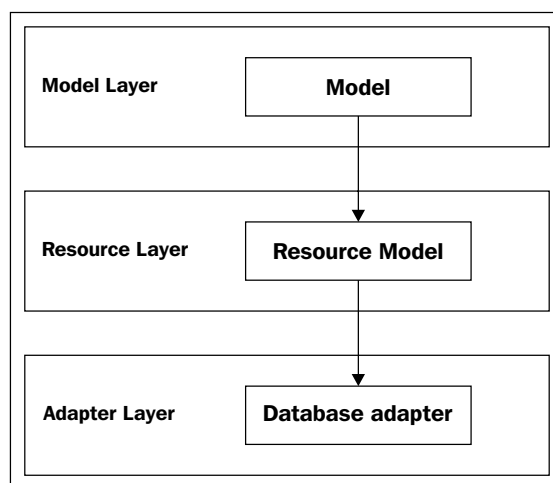 Model Layer
Model
Resource Layer
Resource Model
Adapter Layer
Database adapter